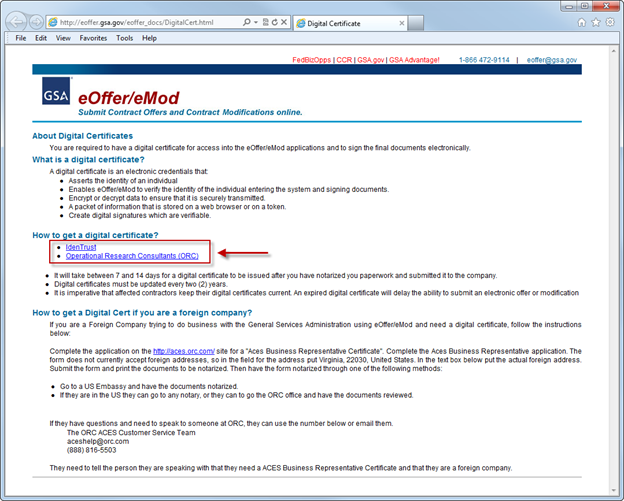 http://eoffer.gsa.gov/eoffer_docs/DigitalCert.html
Digital Certificate
File Edit View Favorites Tools Help
FedBizOpps | CCR | GSA.gov | GSA Advantage! 1-866 472-9114 | eoffer@gsa.gov
GSA
eOffer/eMod
Submit Contract Offers and Contract Modifications online.
About Digital Certificates
You are required to have a digital certificate for access into the eOffer/eMod applications and to sign the final documents electronically.
What is a digital certificate?
A digital certificate is an electronic credentials that:
• Asserts the identity of an individual
• Enables eOffer/eMod to verify the identity of the individual entering the system and signing documents.
• Encrypt or decrypt data to ensure that it is securely transmitted.
• A packet of information that is stored on a web browser or on a token.
• Create digital signatures which are verifiable.
How to get a digital certificate?
• IdenTrust
• Operational Research Consultants (ORC)
• It will take between 7 and 14 days for a digital certificate to be issued after you have notarized you paperwork and submitted it to the company.
• Digital certificates must be updated every two (2) years.
• It is imperative that affected contractors keep their digital certificates current. An expired digital certificate will delay the ability to submit an electronic offer or modification
How to get a Digital Cert if you are a foreign company?
If you are a Foreign Company trying to do business with the General Services Administration using eOffer/eMod and need a digital certificate, follow the instructions
below:
Complete the application on the http://aces.orc.com/ site for a "Aces Business Representative Certificate". Complete the Aces Business Representative application. The
form does not currently accept foreign addresses, so in the field for the address put Virginia, 22030, United States. In the text box below put the actual foreign address.
Submit the form and print the documents to be notarized. Then have the form notarized through one of the following methods:
• Go to a US Embassy and have the documents notarized.
• If they are in the US they can go to any notary, or they can go to the ORC office and have the documents reviewed.
If they have questions and need to speak to someone at ORC, they can use the number below or email them.
The ORC ACES Customer Service Team
aceshelp@orc.com
(888) 816-5503
They need to tell the person they are speaking with that they need a ACES Business Representative Certificate and that they are a foreign company.